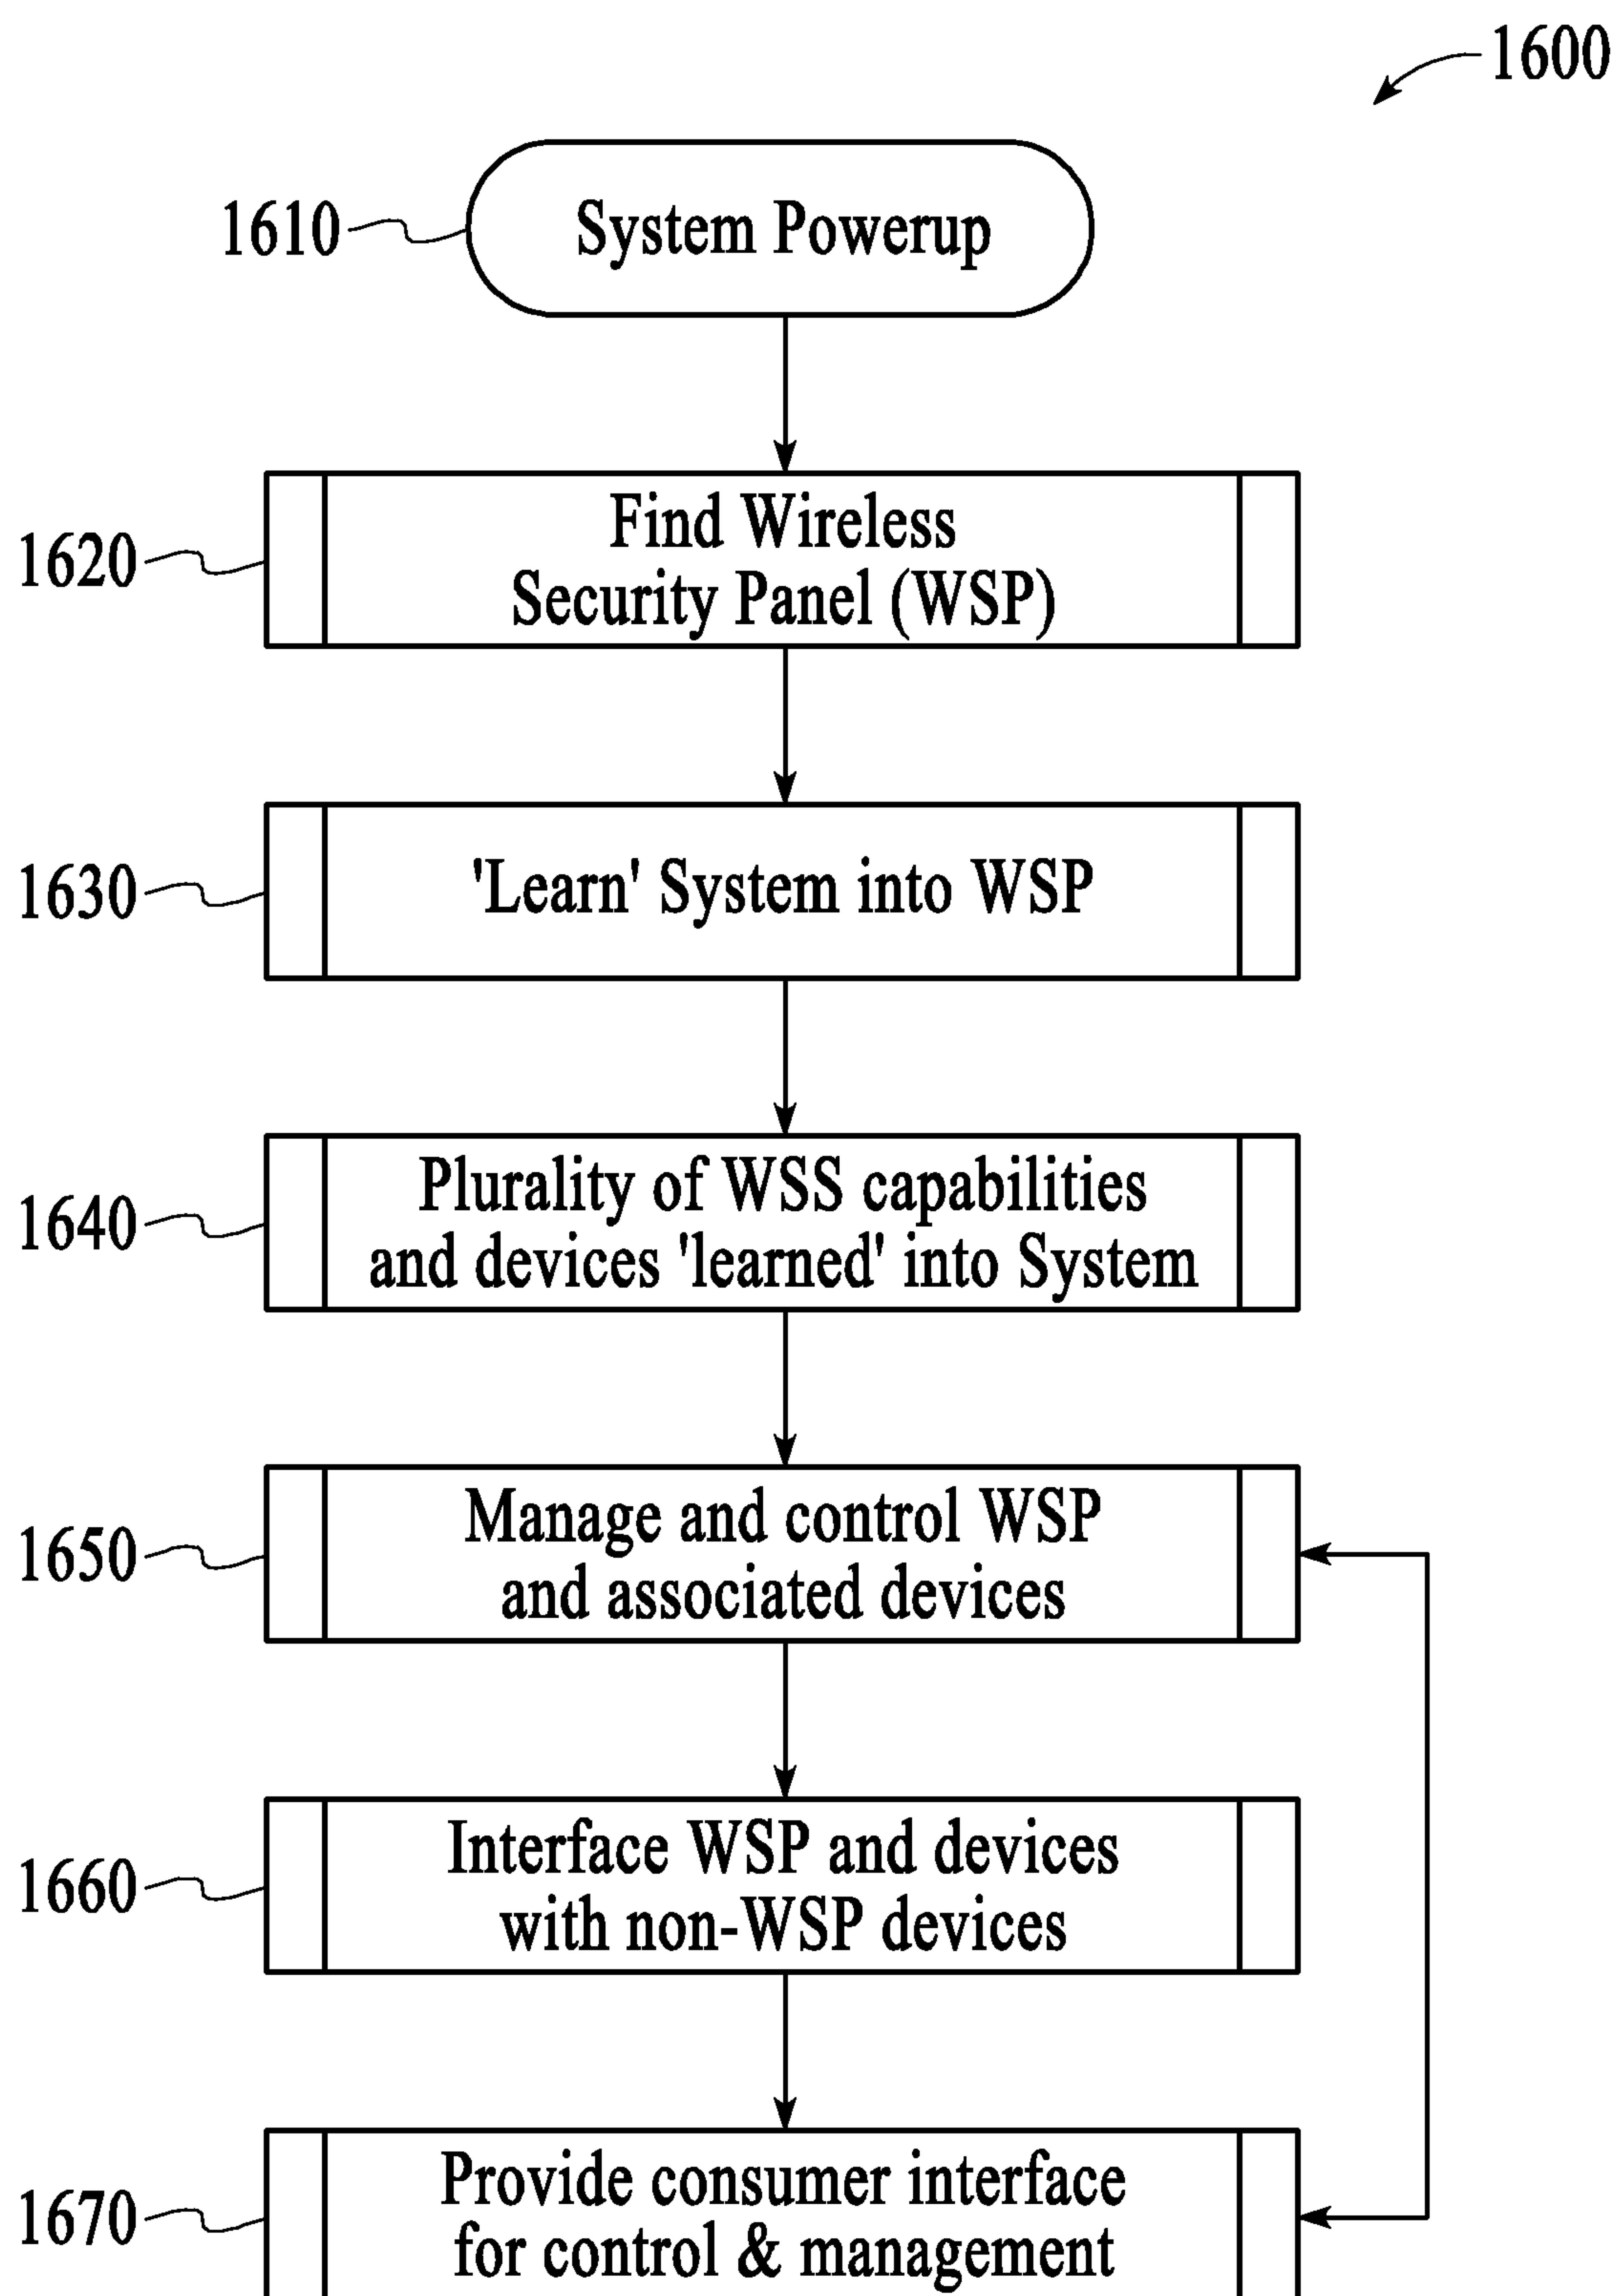 1600
1610
System Powerup
1620
Find Wireless
Security Panel (WSP)
1630
'Learn' System into WSP
1640
Plurality of WSS capabilities
and devices 'learned' into System
1650
Manage and control WSP
and associated devices
1660
Interface WSP and devices
with non-WSP devices
1670
Provide consumer interface
for control & management